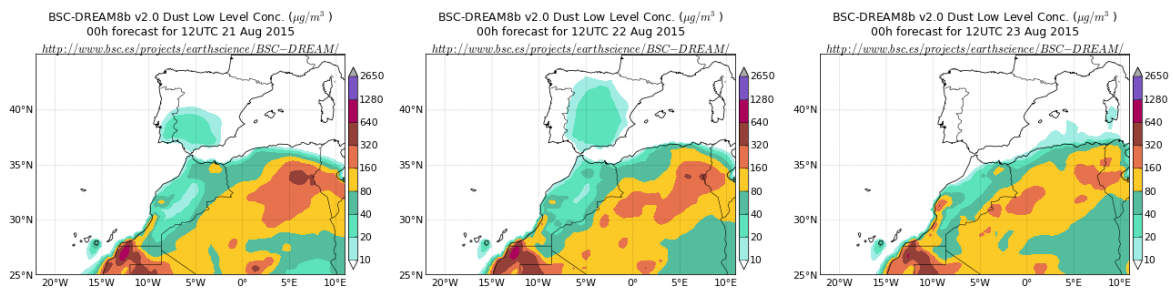 BSC-DREAM8b v2.0 Dust Low Level Conc. (μg/m³ )
00h forecast for 12UTC 21 Aug 2015
http://www.bsc.es/projects/earthscience/BSC−DREAM/
40°N
35°N
30°N
25°N
20°W 15°W 10°W 5°W 0°E 5°E 10°E
2650
1280
640
320
160
80
40
20
10
BSC-DREAM8b v2.0 Dust Low Level Conc. (μg/m³ )
00h forecast for 12UTC 22 Aug 2015
http://www.bsc.es/projects/earthscience/BSC−DREAM/
40°N
35°N
30°N
25°N
20°W 15°W 10°W 5°W 0°E 5°E 10°E
2650
1280
640
320
160
80
40
20
10
BSC-DREAM8b v2.0 Dust Low Level Conc. (μg/m³ )
00h forecast for 12UTC 23 Aug 2015
http://www.bsc.es/projects/earthscience/BSC−DREAM/
40°N
35°N
30°N
25°N
20°W 15°W 10°W 5°W 0°E 5°E 10°E
2650
1280
640
320
160
80
40
20
10